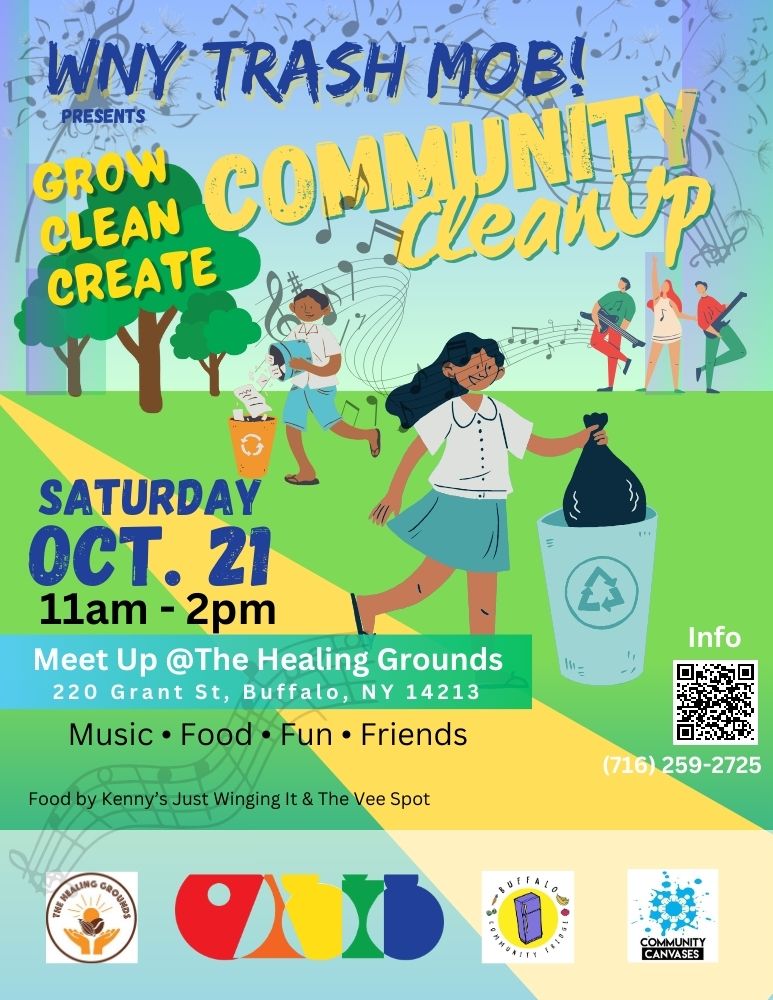 WNY TRASH MOB!
PRESENTS
COMMUNITY
CleanUp
GROW
CLEAN
CREATE
SATURDAY
OCT. 21
11am - 2pm
Meet Up @The Healing Grounds
220 Grant St, Buffalo, NY 14213
Music • Food • Fun • Friends
Info
(716) 259-2725
Food by Kenny's Just Winging It & The Vee Spot
THE HEALING GROUNDS
BUFFALO
COMMUNITY FRIDGE
COMMUNITY
CANVASES